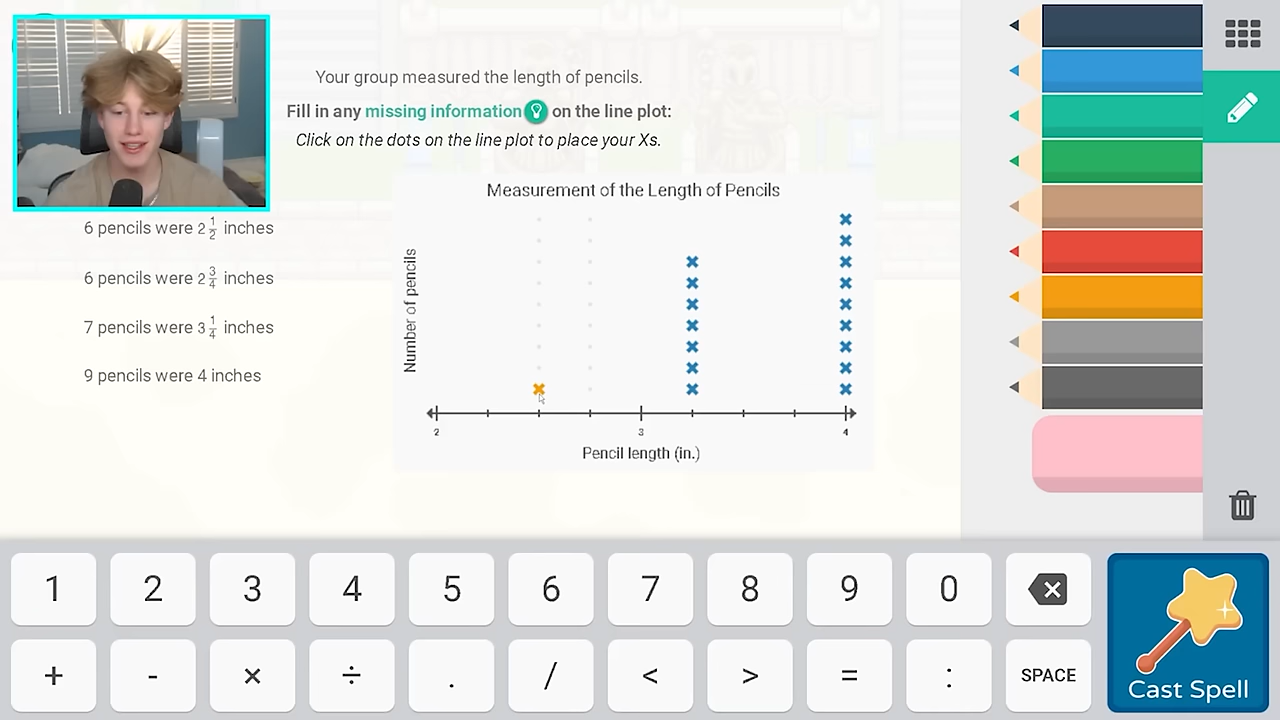 Your group measured the length of pencils.
Fill in any missing information on the line plot:
Click on the dots on the line plot to place your Xs.
6 pencils were 2 1/2 inches
6 pencils were 2 3/4 inches
7 pencils were 3 1/4 inches
9 pencils were 4 inches
Measurement of the Length of Pencils
Number of pencils
2 3 4
Pencil length (in.)
1 2 3 4 5 6 7 8 9 0
+ - × ÷ . / < > = : SPACE
Cast Spell